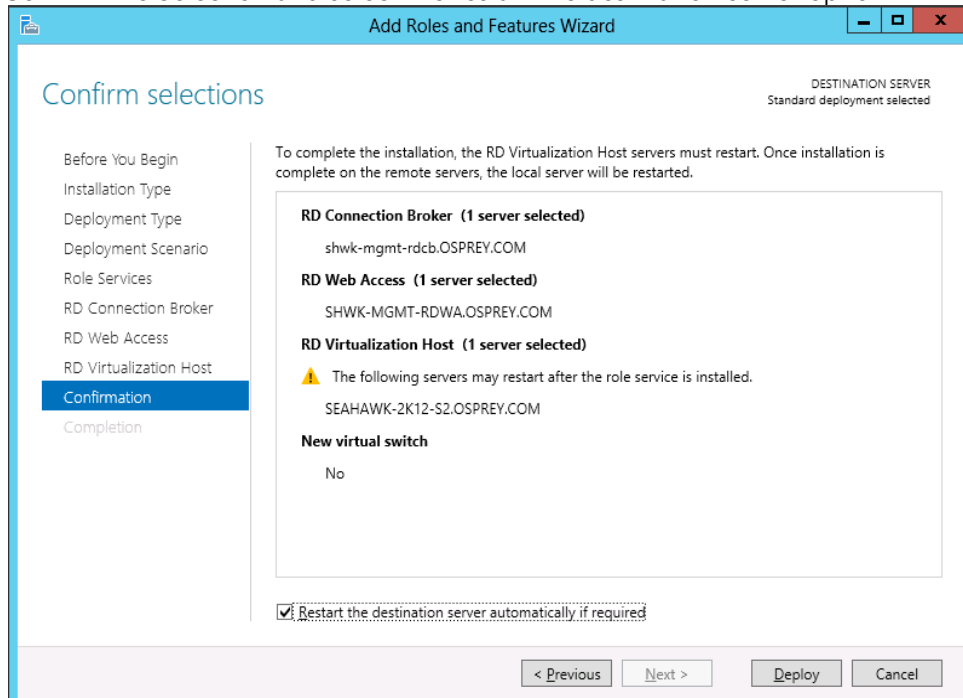 Add Roles and Features Wizard
Confirm selections
DESTINATION SERVER
Standard deployment selected
Before You Begin
Installation Type
Deployment Type
Deployment Scenario
Role Services
RD Connection Broker
RD Web Access
RD Virtualization Host
Confirmation
Completion
To complete the installation, the RD Virtualization Host servers must restart. Once installation is
complete on the remote servers, the local server will be restarted.
RD Connection Broker (1 server selected)
shwk-mgmt-rdcb.OSPREY.COM
RD Web Access (1 server selected)
SHWK-MGMT-RDWA.OSPREY.COM
RD Virtualization Host (1 server selected)
The following servers may restart after the role service is installed.
SEAHAWK-2K12-S2.OSPREY.COM
New virtual switch
No
Restart the destination server automatically if required
< Previous
Next >
Deploy
Cancel